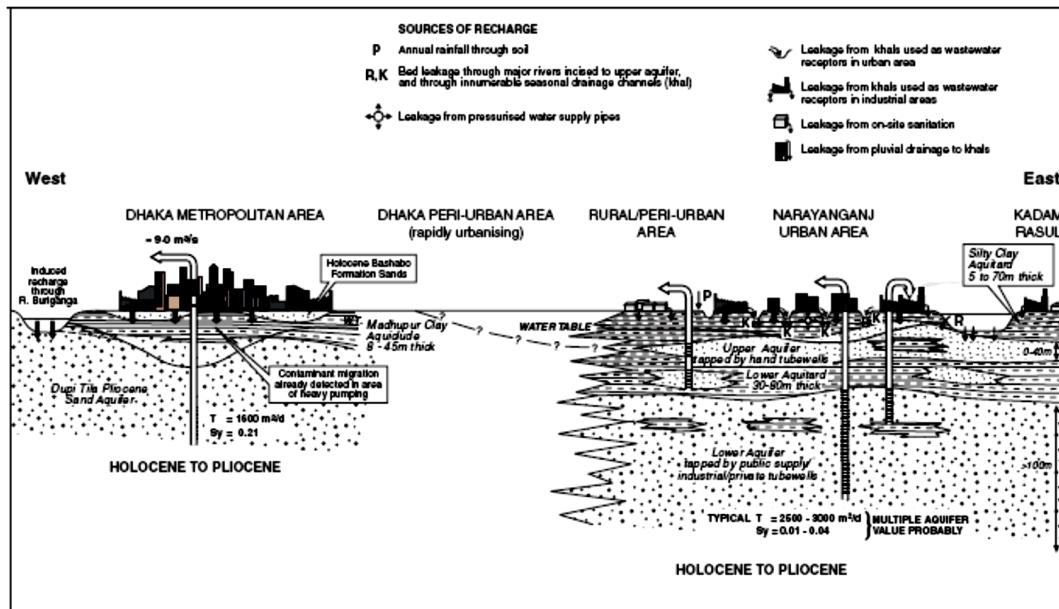 SOURCES OF RECHARGE
P Annual rainfall through soil
R,K Bed leakage through major rivers incised to upper aquifer,
and through innumerable seasonal drainage channels (khal)
Leakage from pressurised water supply pipes
Leakage from khals used as wastewater
receptors in urban area
Leakage from khals used as wastewater
receptors in industrial areas
Leakage from on-site sanitation
Leakage from pluvial drainage to khals
West
East
DHAKA METROPOLITAN AREA
DHAKA PERI-URBAN AREA
(rapidly urbanising)
RURAL/PERI-URBAN
AREA
NARAYANGANJ
URBAN AREA
KADAM
RASUL
Induced
recharge
through
R. Buriganga
Holocene Bashabo
Formation Sands
Silty Clay
Aquitard
5 to 70m thick
P
WT
Madhupur Clay
Aquiclude
8 - 45m thick
? ? ? ?
WATER TABLE
K K K K R
Upper Aquifer
tapped by hand tubewells
0-40m
Contaminant migration
already detected in area
of heavy pumping
Lower Aquitard
30-80m thick
Dupi Tila Pliocene
Sand Aquifer
T = 1600 m²/d
Sy = 0.21
HOLOCENE TO PLIOCENE
Lower Aquifer
tapped by public supply/
industrial/private tubewells
>100m
TYPICAL T = 2500 - 3000 m²/d
Sy = 0.01 - 0.04
MULTIPLE AQUIFER
VALUE PROBABLY
HOLOCENE TO PLIOCENE